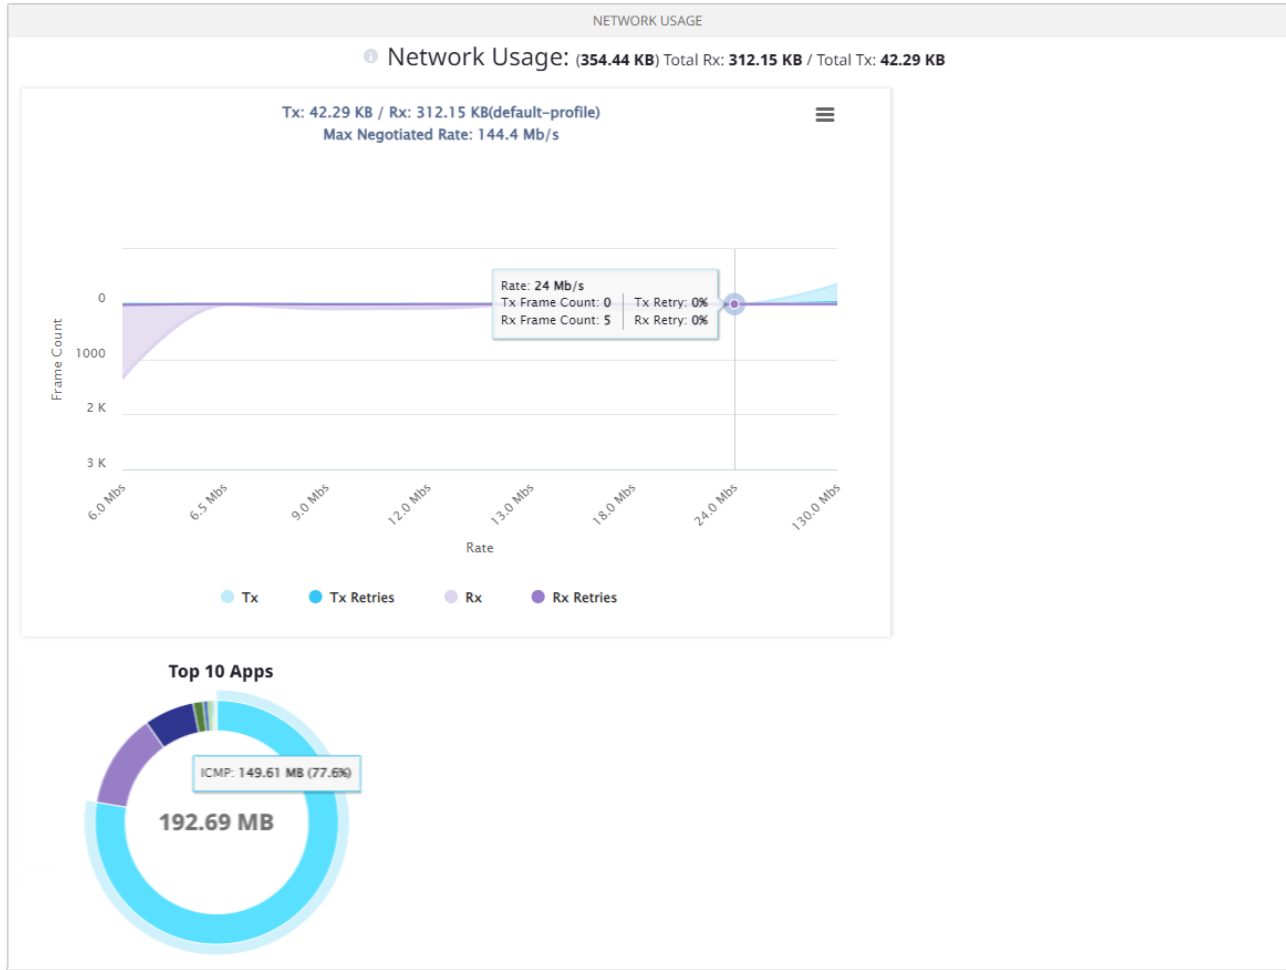 NETWORK USAGE
Network Usage: (354.44 KB) Total Rx: 312.15 KB / Total Tx: 42.29 KB
Tx: 42.29 KB / Rx: 312.15 KB(default-profile)
Max Negotiated Rate: 144.4 Mb/s
Frame Count
0
1000
2 K
3 K
Rate: 24 Mb/s
Tx Frame Count: 0 | Tx Retry: 0%
Rx Frame Count: 5 | Rx Retry: 0%
6.0 Mbs
6.5 Mbs
9.0 Mbs
12.0 Mbs
13.0 Mbs
18.0 Mbs
24.0 Mbs
130.0 Mbs
Rate
Tx Tx Retries Rx Rx Retries
Top 10 Apps
ICMP: 149.61 MB (77.6%)
192.69 MB